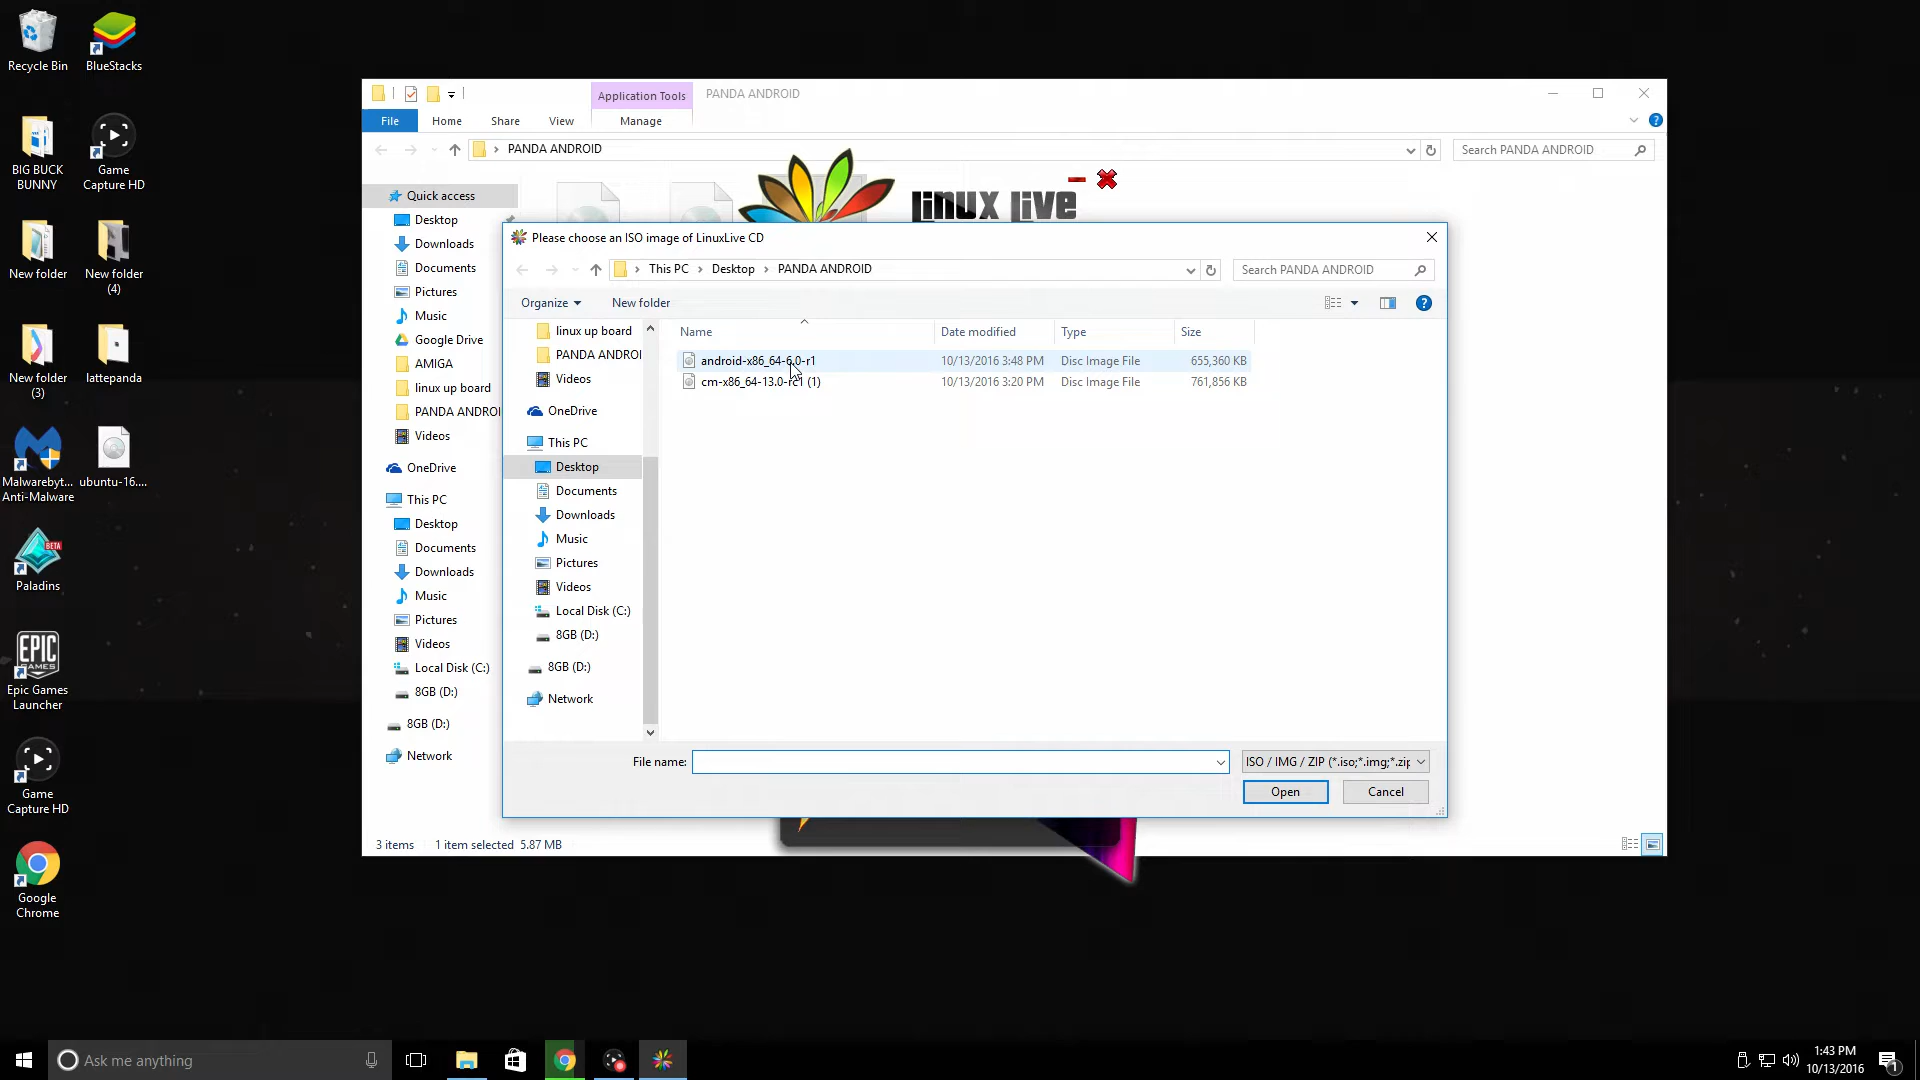 Recycle Bin
BlueStacks
BIG BUCK
BUNNY
Game
Capture HD
New folder
New folder
(4)
New folder
(3)
lattepanda
Malwarebyt...
Anti-Malware
ubuntu-16....
BETA
Paladins
EPIC
GAMES
Epic Games
Launcher
Game
Capture HD
Google
Chrome
Application Tools
PANDA ANDROID
File
Home
Share
View
Manage
PANDA ANDROID
Search PANDA ANDROID
Quick access
Desktop
Downloads
Documents
Pictures
Music
Google Drive
AMIGA
linux up board
PANDA ANDROI
Videos
OneDrive
This PC
Desktop
Documents
Downloads
Music
Pictures
Videos
Local Disk (C:)
8GB (D:)
8GB (D:)
Network
3 items
1 item selected 5.87 MB
Linux Live
Please choose an ISO image of LinuxLive CD
This PC
Desktop
PANDA ANDROID
Search PANDA ANDROID
Organize
New folder
linux up board
PANDA ANDROI
Videos
OneDrive
This PC
Desktop
Documents
Downloads
Music
Pictures
Videos
Local Disk (C:)
8GB (D:)
8GB (D:)
Network
Name Date modified Type Size
android-x86_64-6.0-r1 10/13/2016 3:48 PM Disc Image File 655,360 KB
cm-x86_64-13.0-rc1 (1) 10/13/2016 3:20 PM Disc Image File 761,856 KB
File name:
ISO / IMG / ZIP (*.iso;*.img;*.zip
Open
Cancel
Ask me anything
1:43 PM
10/13/2016
1